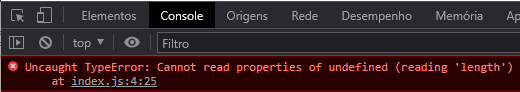 Elementos Console Origens Rede Desempenho Memória Ap
top Filtro
Uncaught TypeError: Cannot read properties of undefined (reading 'length')
at index.js:4:25